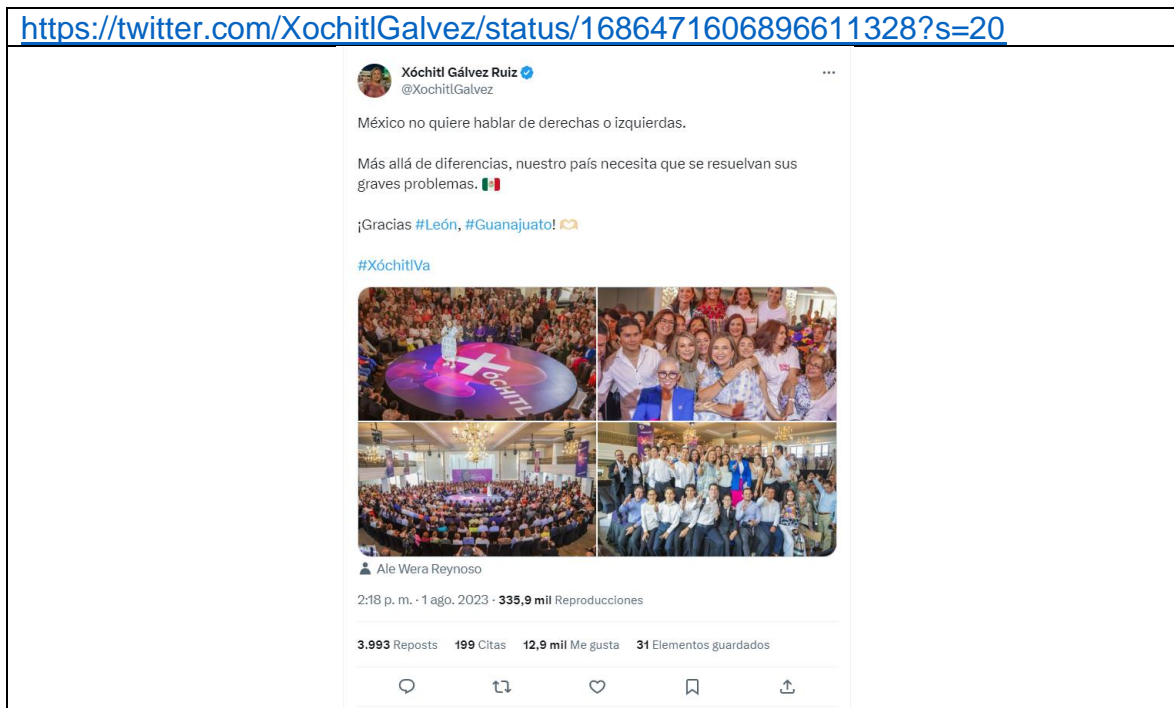 https://twitter.com/XochitlGalvez/status/1686471606896611328?s=20
Xóchitl Gálvez Ruiz
@XochitlGalvez
México no quiere hablar de derechas o izquierdas.
Más allá de diferencias, nuestro país necesita que se resuelvan sus
graves problemas. 🇲🇽
¡Gracias #León, #Guanajuato! 🫶🏻
#XóchitlVa
XÓCHITL
Ale Wera Reynoso
2:18 p. m. · 1 ago. 2023 · 335,9 mil Reproducciones
3.993 Reposts 199 Citas 12,9 mil Me gusta 31 Elementos guardados